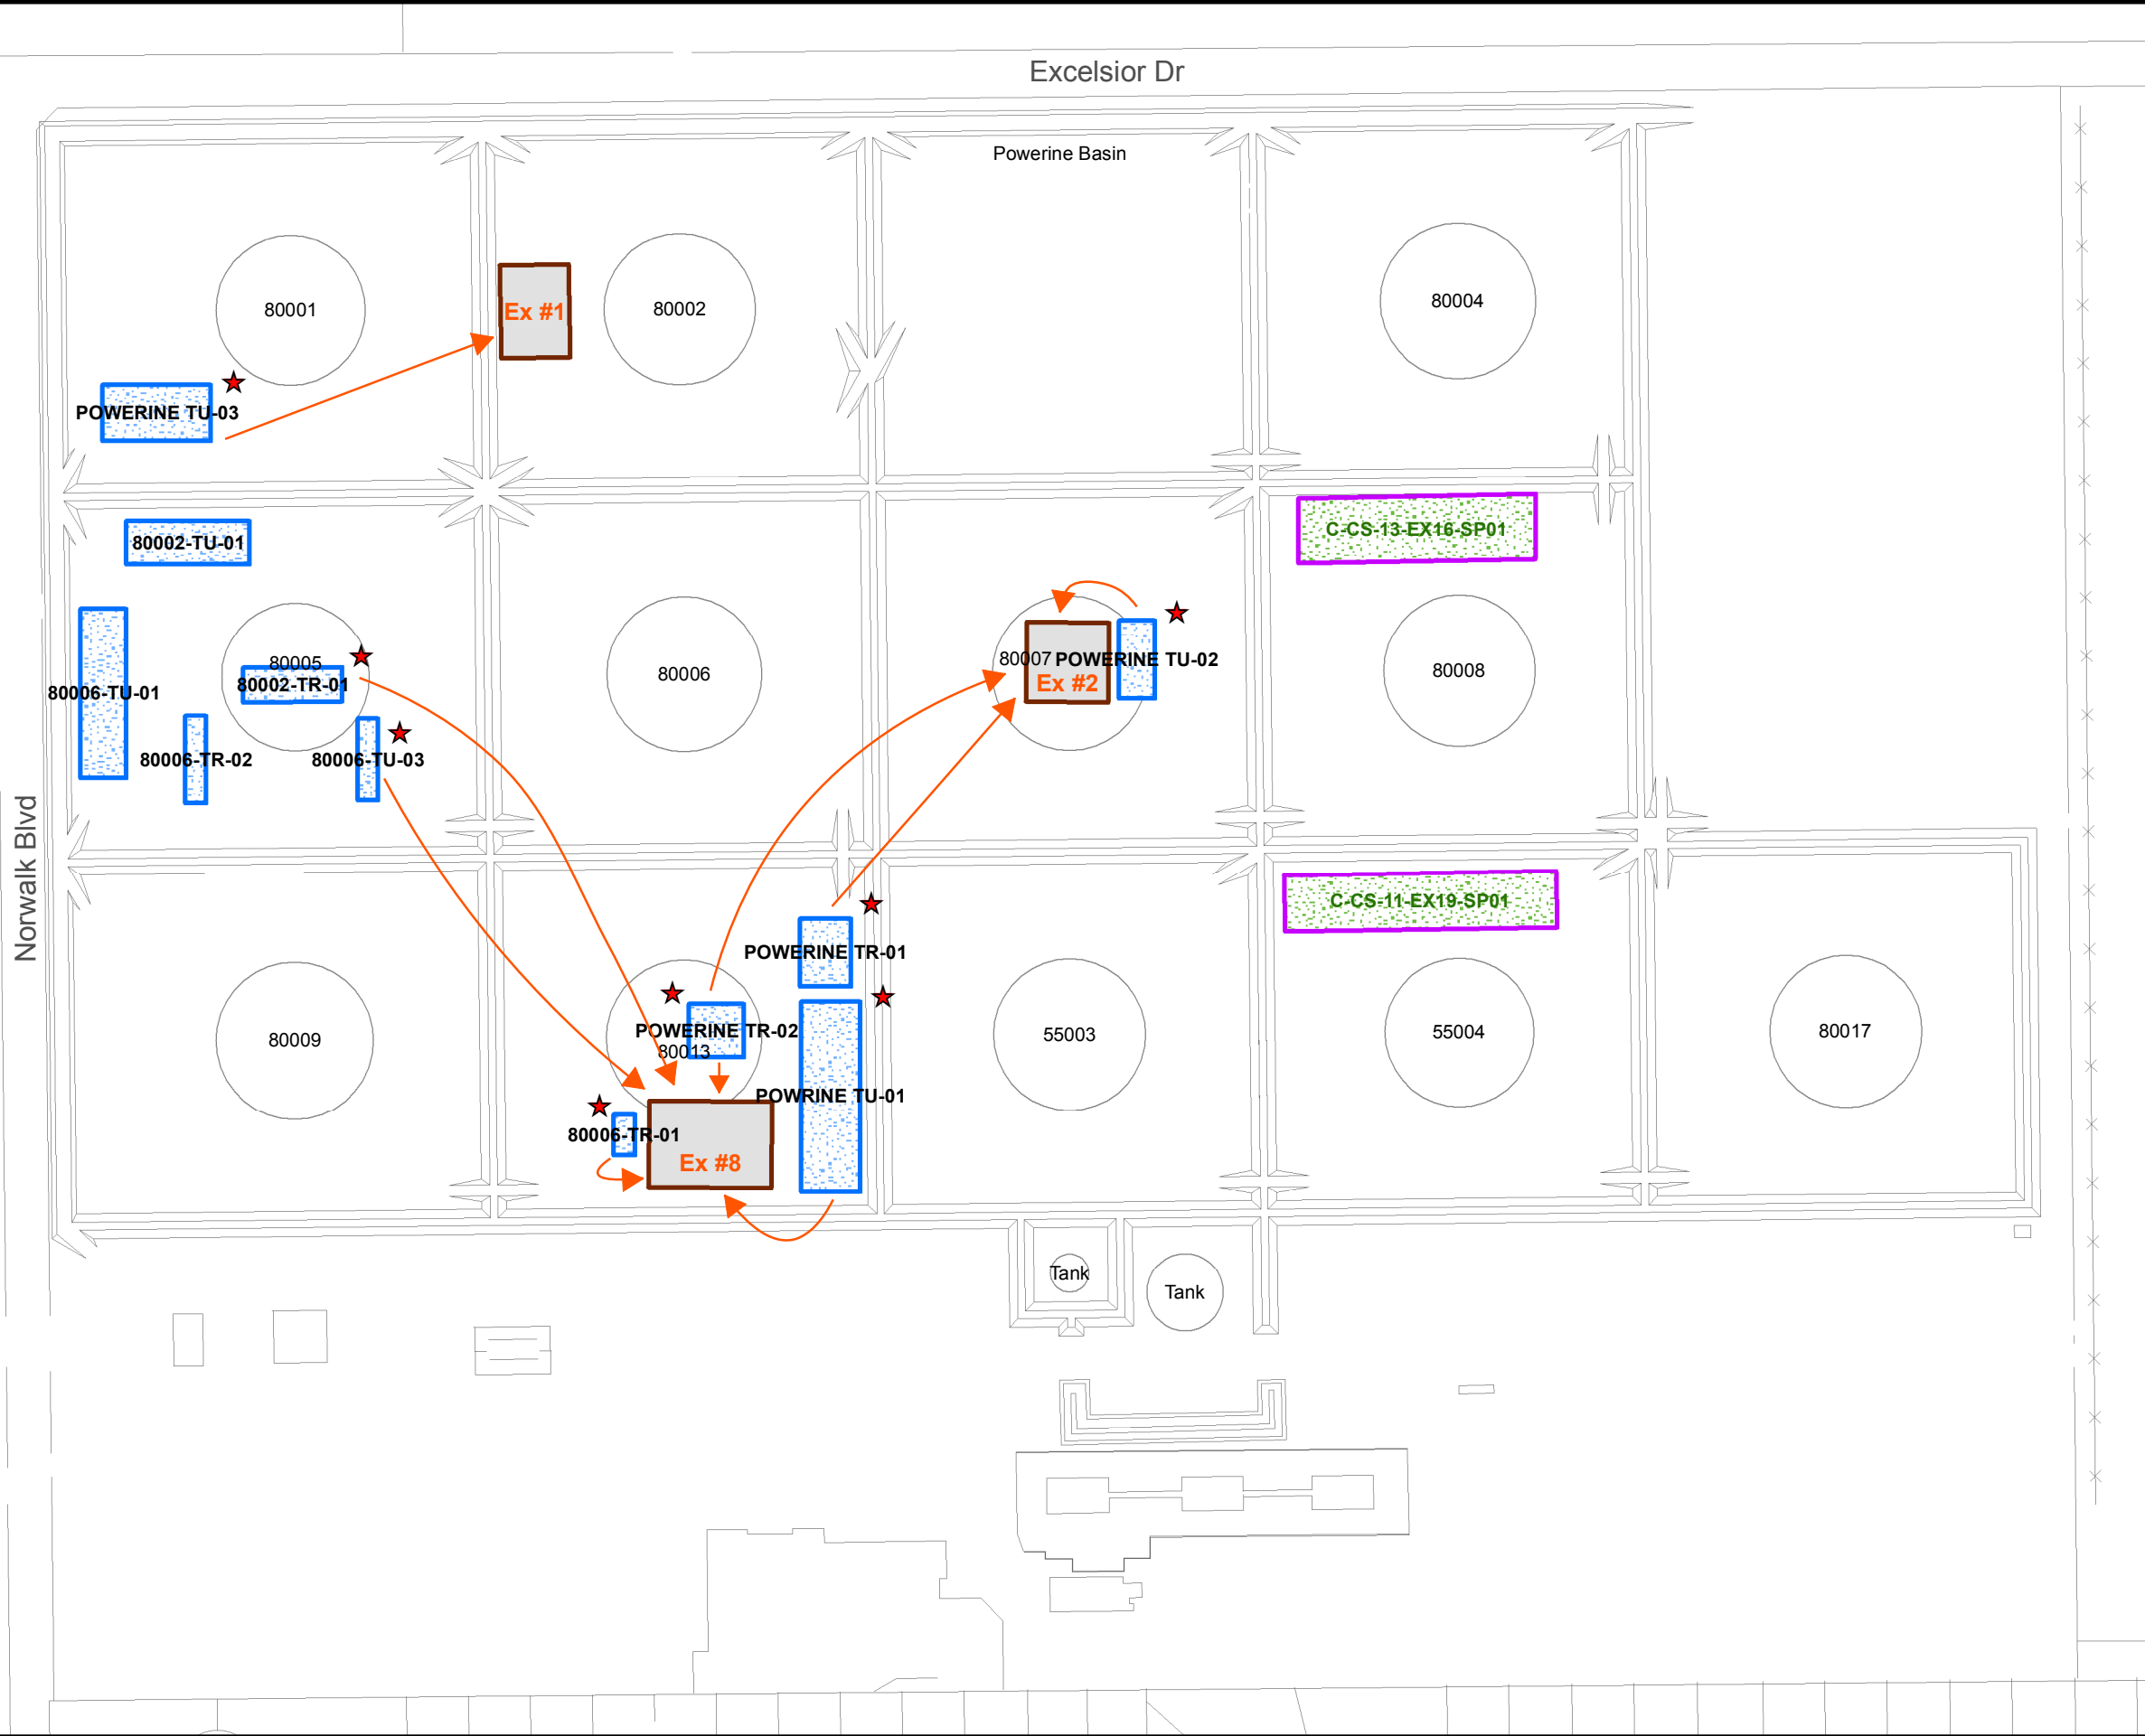 Excelsior Dr
Powerine Basin
80001
Ex #1
80002
80004
POWERINE TU-03
80002-TU-01
C-CS-13-EX16-SP01
80005
80002-TR-01
80006-TU-01
80006-TR-02
80006-TU-03
80006
80007
POWERINE TU-02
Ex #2
80008
Norwalk Blvd
C-CS-11-EX19-SP01
POWERINE TR-01
80009
POWERINE TR-02
80013
POWRINE TU-01
80006-TR-01
Ex #8
55003
55004
80017
Tank
Tank